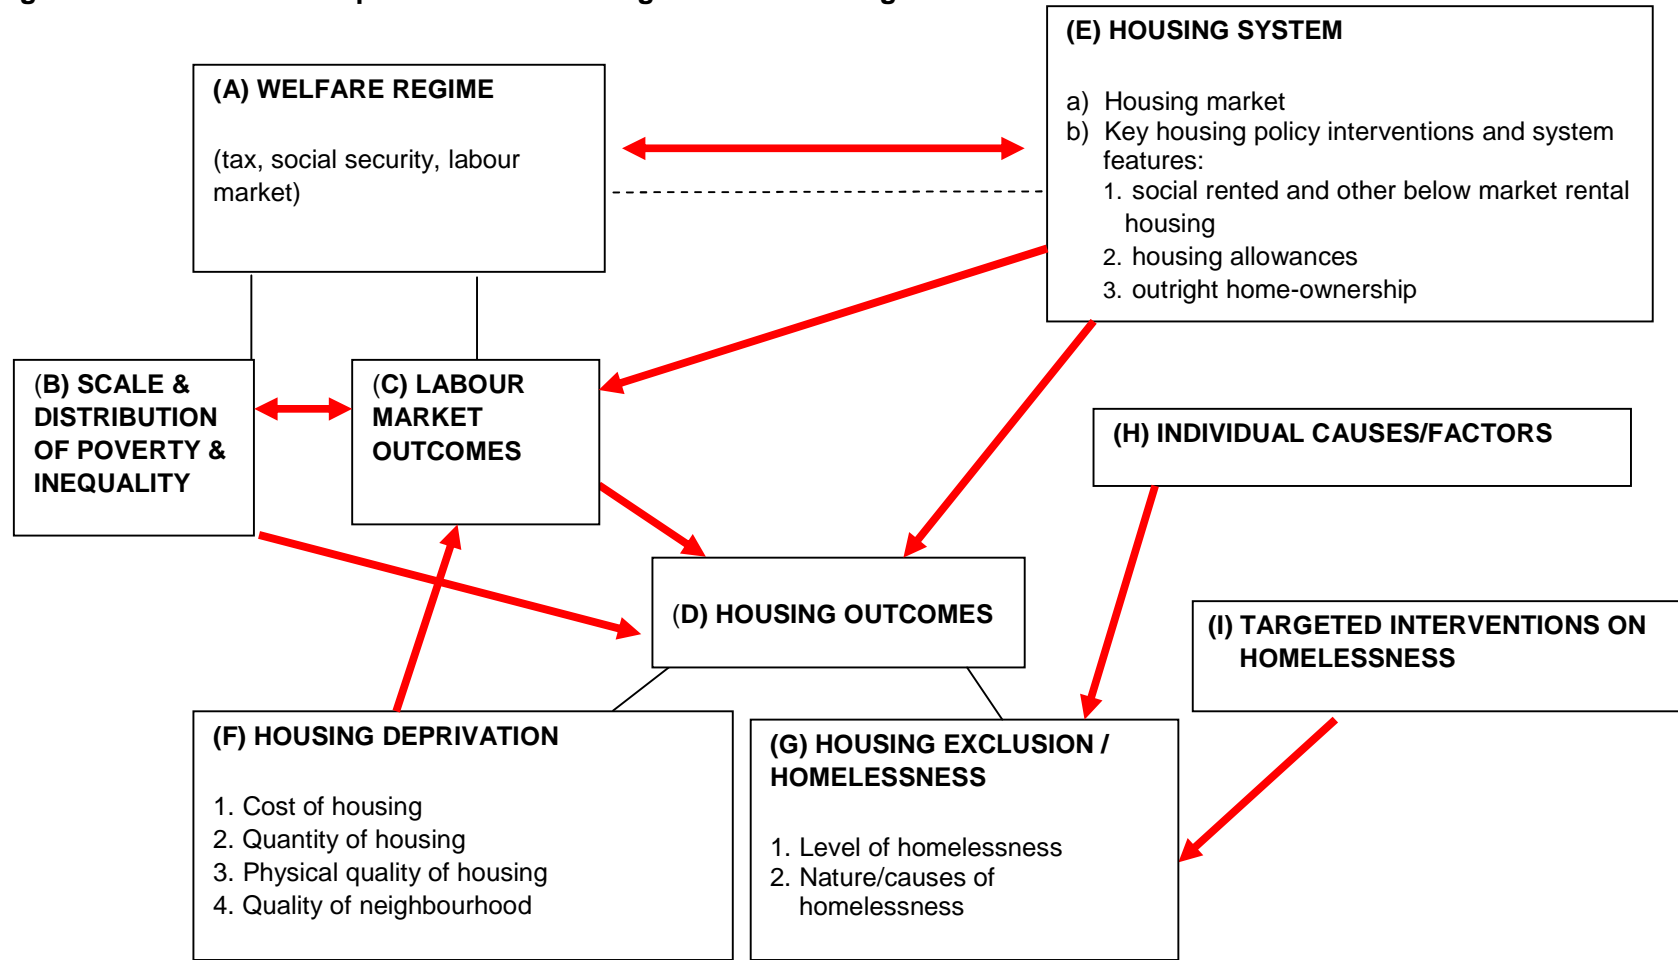 (E) HOUSING SYSTEM
a) Housing market
b) Key housing policy interventions and system
features:
1. social rented and other below market rental
housing
2. housing allowances
3. outright home-ownership
(A) WELFARE REGIME
(tax, social security, labour
market)
(B) SCALE &
DISTRIBUTION
OF POVERTY &
INEQUALITY
(C) LABOUR
MARKET
OUTCOMES
(H) INDIVIDUAL CAUSES/FACTORS
(D) HOUSING OUTCOMES
(I) TARGETED INTERVENTIONS ON
HOMELESSNESS
(F) HOUSING DEPRIVATION
1. Cost of housing
2. Quantity of housing
3. Physical quality of housing
4. Quality of neighbourhood
(G) HOUSING EXCLUSION /
HOMELESSNESS
1. Level of homelessness
2. Nature/causes of
homelessness